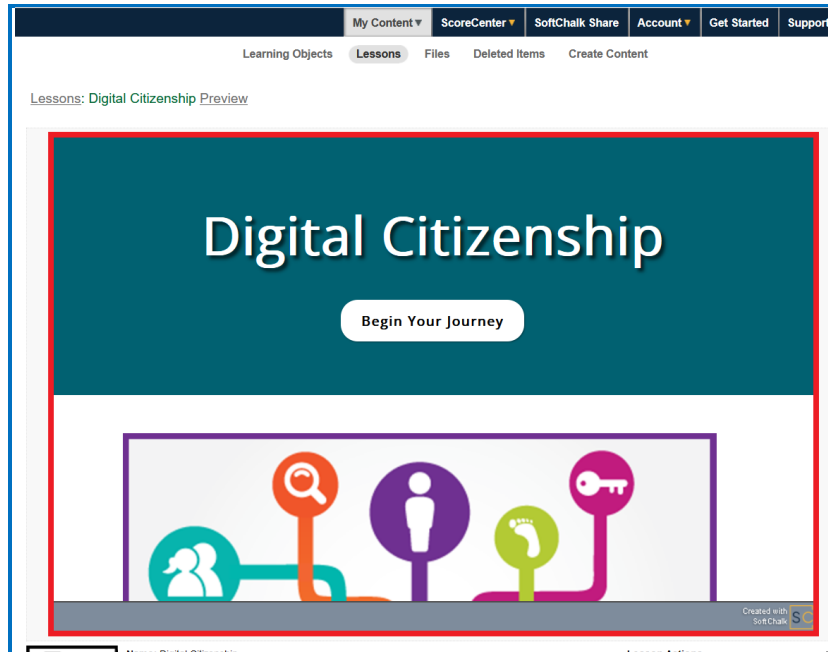 My Content ▼ ScoreCenter ▼ SoftChalk Share Account ▼ Get Started Support
Learning Objects Lessons Files Deleted Items Create Content
Lessons: Digital Citizenship Preview
Digital Citizenship
Begin Your Journey
Created with
SoftChalk SC